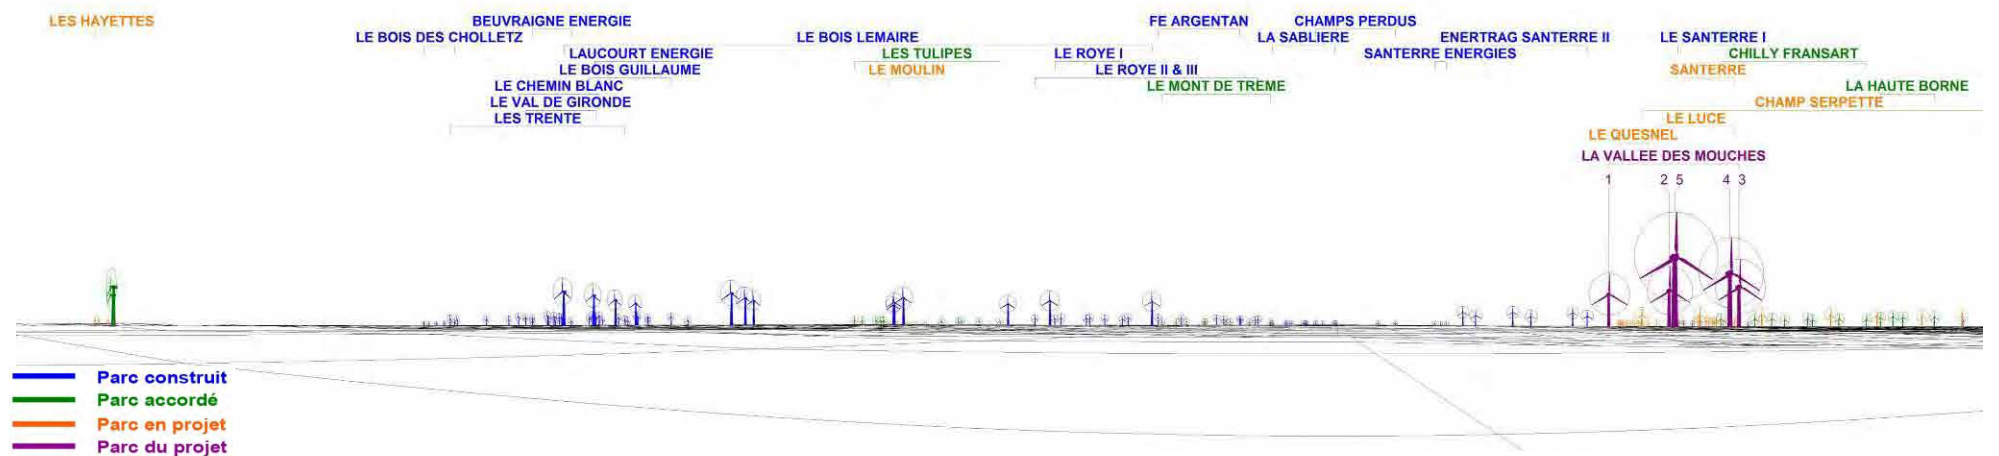 LES HAYETTES
BEUVRAIGNE ENERGIE
FE ARGENTAN
CHAMPS PERDUS
LE BOIS DES CHOLLETZ
LE BOIS LEMAIRE
LA SABLIERE
ENERTRAG SANTERRE II
LE SANTERRE I
LAUCOURT ENERGIE
LES TULIPES
LE ROYE I
SANTERRE ENERGIES
CHILLY FRANSART
LE BOIS GUILLAUME
LE MOULIN
LE ROYE II & III
SANTERRE
LE CHEMIN BLANC
LE MONT DE TREME
LA HAUTE BORNE
LE VAL DE GIRONDE
CHAMP SERPETTE
LES TRENTE
LE LUCE
LE QUESNEL
LA VALLEE DES MOUCHES
1 2 5 4 3
Parc construit
Parc accordé
Parc en projet
Parc du projet